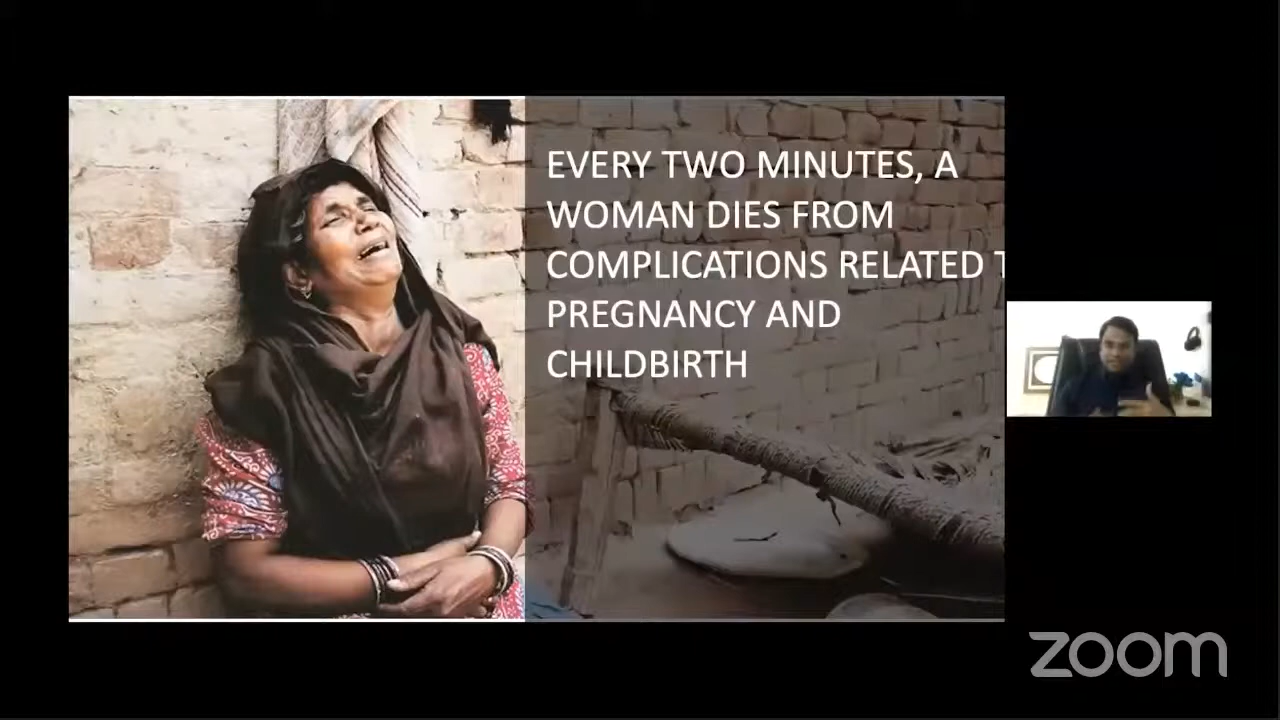 EVERY TWO MINUTES, A
WOMAN DIES FROM
COMPLICATIONS RELATED T
PREGNANCY AND
CHILDBIRTH
zoom